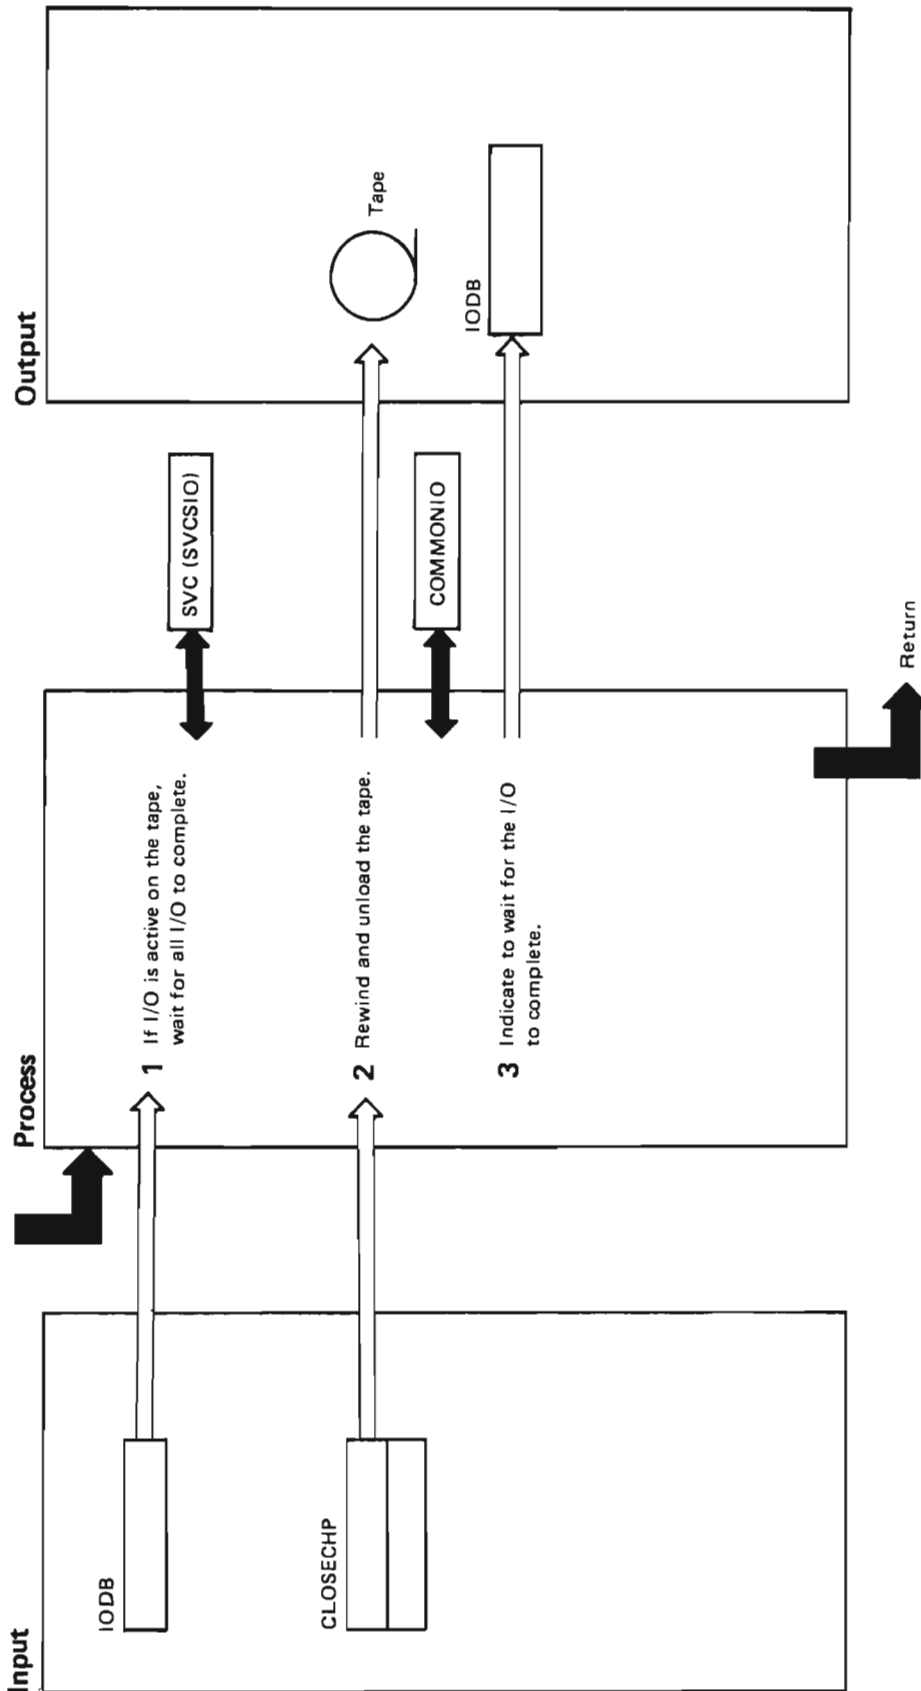 Input
Process
Output
IODB
1 If I/O is active on the tape,
wait for all I/O to complete.
SVC (SVCSIO)
CLOSECHP
2 Rewind and unload the tape.
Tape
COMMONIO
3 Indicate to wait for the I/O
to complete.
IODB
Return